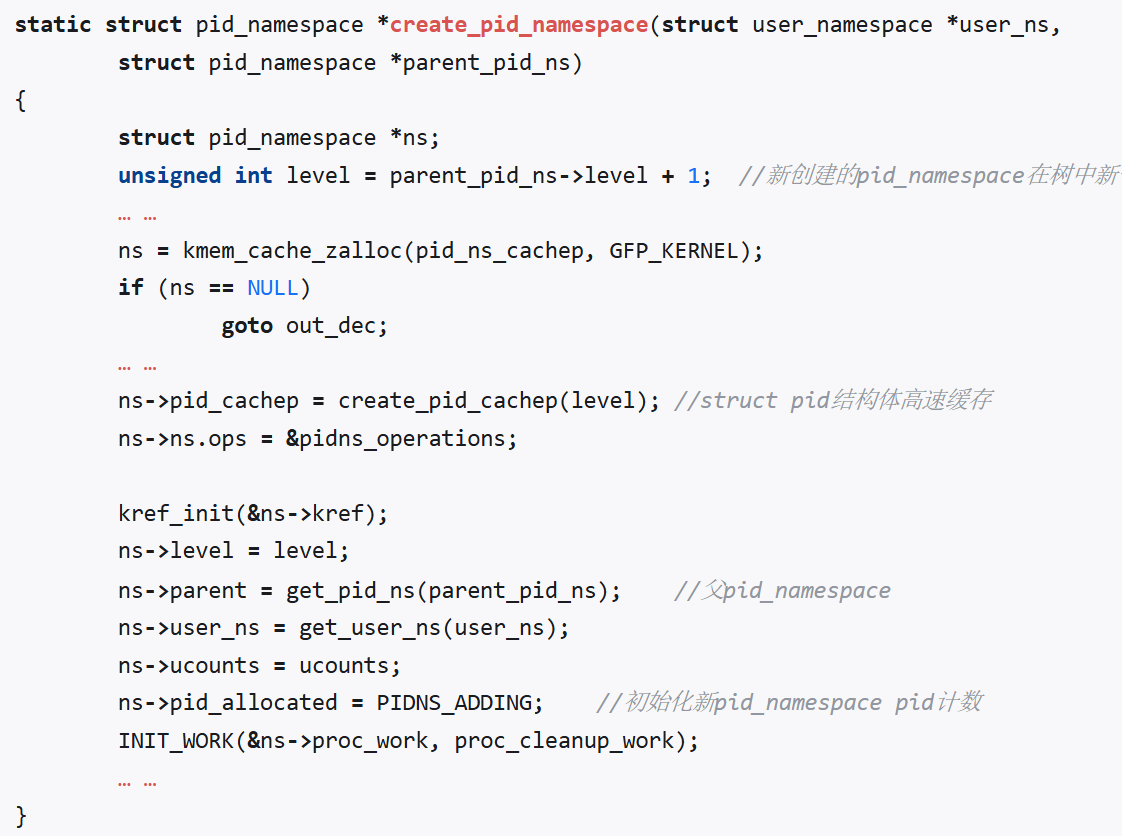 static struct pid_namespace *create_pid_namespace(struct user_namespace *user_ns,
struct pid_namespace *parent_pid_ns)
{
struct pid_namespace *ns;
unsigned int level = parent_pid_ns->level + 1; //新创建的pid_namespace在树中新
… …
ns = kmem_cache_zalloc(pid_ns_cachep, GFP_KERNEL);
if (ns == NULL)
goto out_dec;
… …
ns->pid_cachep = create_pid_cachep(level); //struct pid结构体高速缓存
ns->ns.ops = &pidns_operations;
kref_init(&ns->kref);
ns->level = level;
ns->parent = get_pid_ns(parent_pid_ns); //父pid_namespace
ns->user_ns = get_user_ns(user_ns);
ns->ucounts = ucounts;
ns->pid_allocated = PIDNS_ADDING; //初始化新pid_namespace pid计数
INIT_WORK(&ns->proc_work, proc_cleanup_work);
… …
}